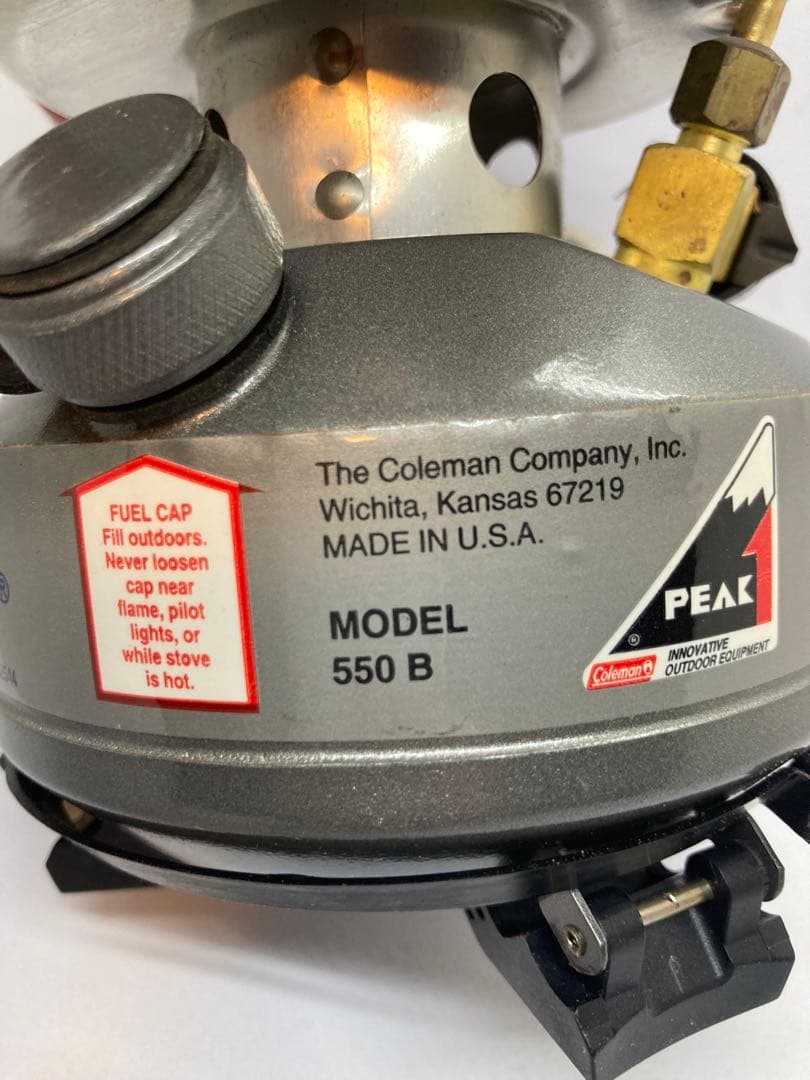 FUEL CAP
Fill outdoors.
Never loosen
cap near
flame, pilot
lights, or
while stove
is hot.
The Coleman Company, Inc.
Wichita, Kansas 67219
MADE IN U.S.A.
MODEL
550 B
PEAK 1
®
Coleman
INNOVATIVE
OUTDOOR EQUIPMENT
®